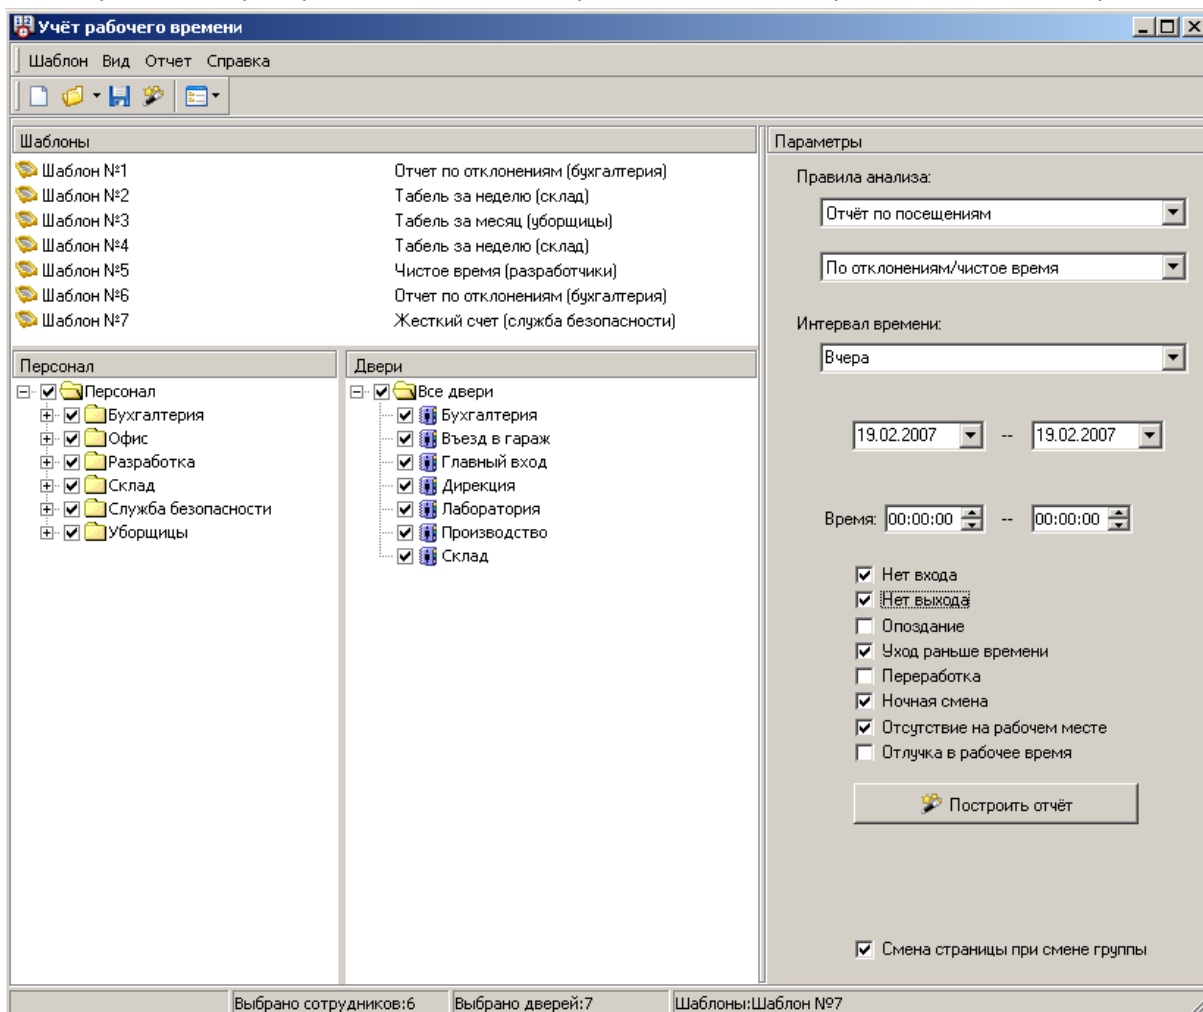 Учёт рабочего времени
Шаблон Вид Отчет Справка
Шаблоны
Шаблон №1 Отчет по отклонениям (бухгалтерия)
Шаблон №2 Табель за неделю (склад)
Шаблон №3 Табель за месяц (уборщицы)
Шаблон №4 Табель за неделю (склад)
Шаблон №5 Чистое время (разработчики)
Шаблон №6 Отчет по отклонениям (бухгалтерия)
Шаблон №7 Жесткий счет (служба безопасности)
Персонал
Персонал
Бухгалтерия
Офис
Разработка
Склад
Служба безопасности
Уборщицы
Двери
Все двери
Бухгалтерия
Въезд в гараж
Главный вход
Дирекция
Лаборатория
Производство
Склад
Параметры
Правила анализа:
Отчёт по посещениям
По отклонениям/чистое время
Интервал времени:
Вчера
19.02.2007 -- 19.02.2007
Время: 00:00:00 -- 00:00:00
Нет входа
Нет выхода
Опоздание
Уход раньше времени
Переработка
Ночная смена
Отсутствие на рабочем месте
Отлучка в рабочее время
Построить отчёт
Смена страницы при смене группы
Выбрано сотрудников:6 Выбрано дверей:7 Шаблоны:Шаблон №7